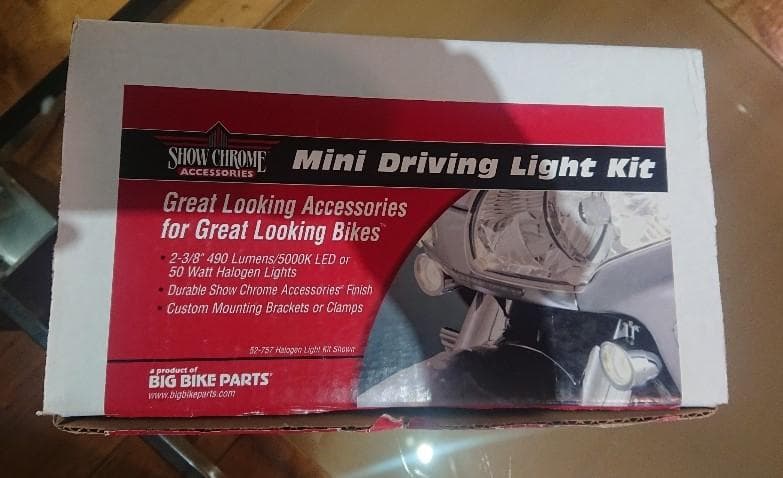 SHOW CHROME
ACCESSORIES
Mini Driving Light Kit
Great Looking Accessories
for Great Looking Bikes™
• 2-3/8" 490 Lumens/5000K LED or
50 Watt Halogen Lights
• Durable Show Chrome Accessories® Finish
• Custom Mounting Brackets or Clamps
52-757 Halogen Light Kit Shown
a product of
BIG BIKE PARTS®
www.bigbikeparts.com